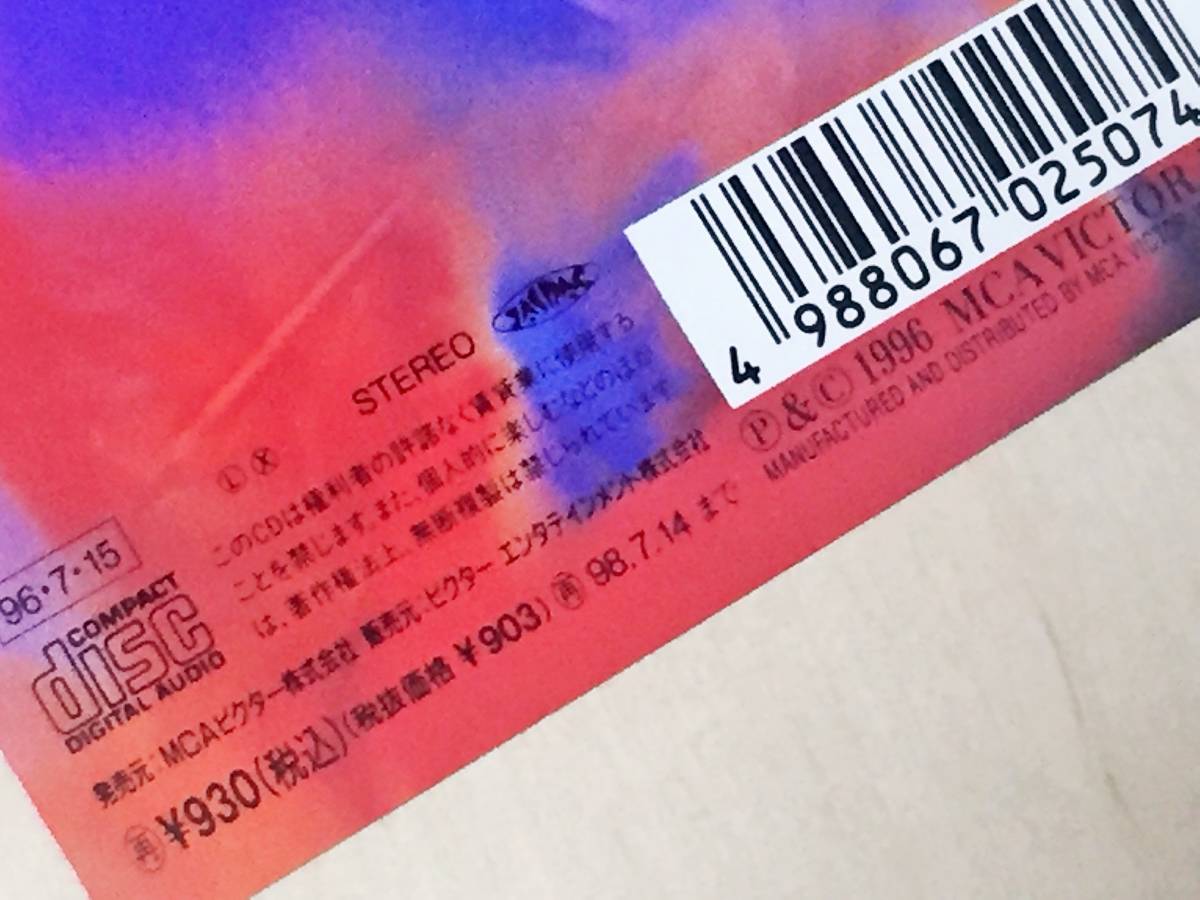 4 988067 025074
Ⓟ&Ⓒ 1996 MCA VICTOR
MANUFACTURED AND DISTRIBUTED BY MCA
STEREO
Ⓛ Ⓧ
このCDは権利者の許諾なく賃貸業に使用する
ことを禁じます。また、個人的に楽しむなどのほか
は、著作権法上、無断複製は禁じられています。
96・7・15
COMPACT
disc
DIGITAL AUDIO
発売元:MCAビクター株式会社 販売元:ビクター エンタテインメント株式会社
㊢ ¥930(税込)(税抜価格 ¥903) ㊢ 98.7.14 まで